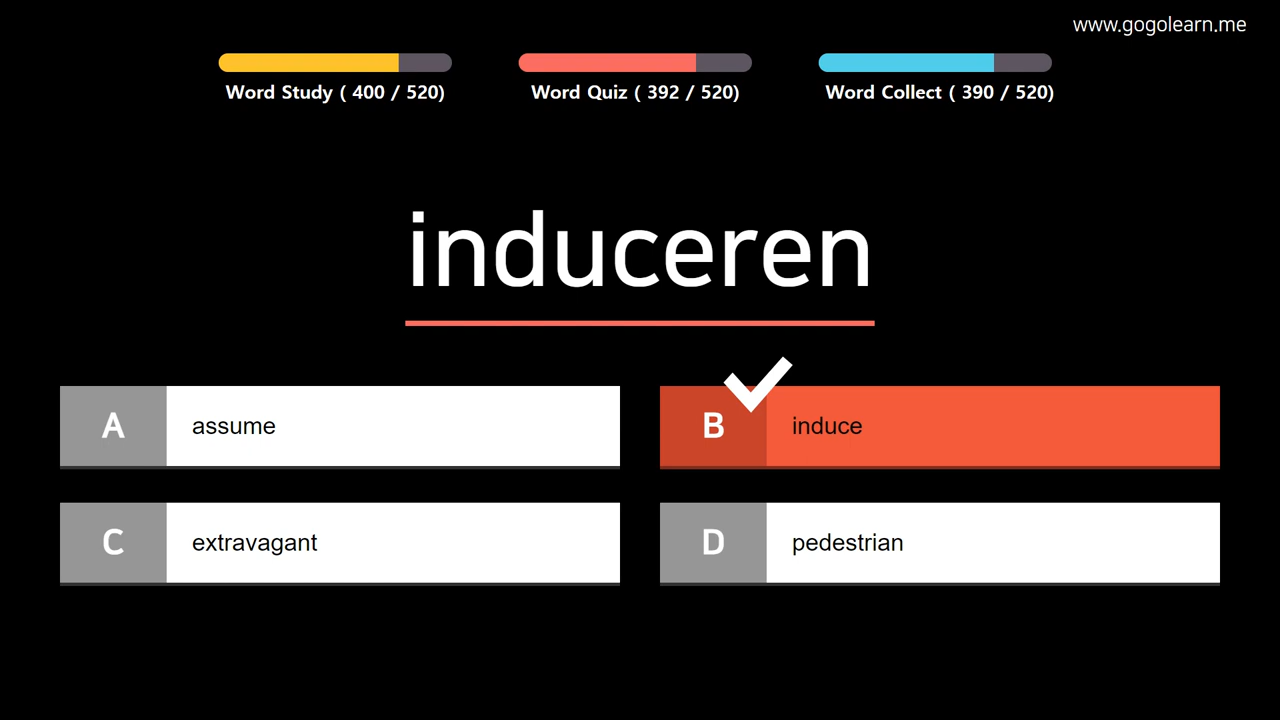 www.gogolearn.me
Word Study ( 400 / 520)
Word Quiz ( 392 / 520)
Word Collect ( 390 / 520)
induceren
A assume
B induce
C extravagant
D pedestrian